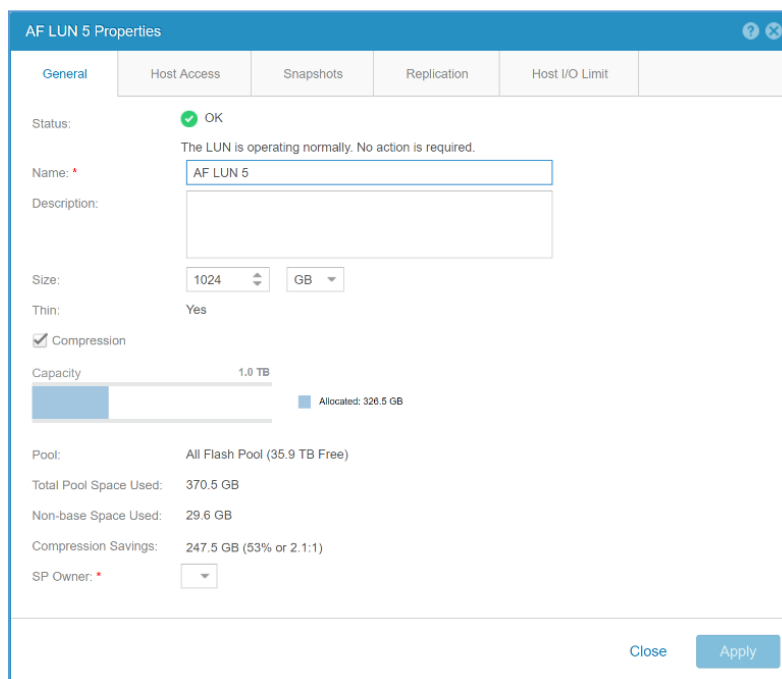 AF LUN 5 Properties
General Host Access Snapshots Replication Host I/O Limit
Status: OK
The LUN is operating normally. No action is required.
Name: * AF LUN 5
Description:
Size: 1024 GB
Thin: Yes
Compression
Capacity 1.0 TB
Allocated: 326.5 GB
Pool: All Flash Pool (35.9 TB Free)
Total Pool Space Used: 370.5 GB
Non-base Space Used: 29.6 GB
Compression Savings: 247.5 GB (53% or 2.1:1)
SP Owner: *
Close Apply